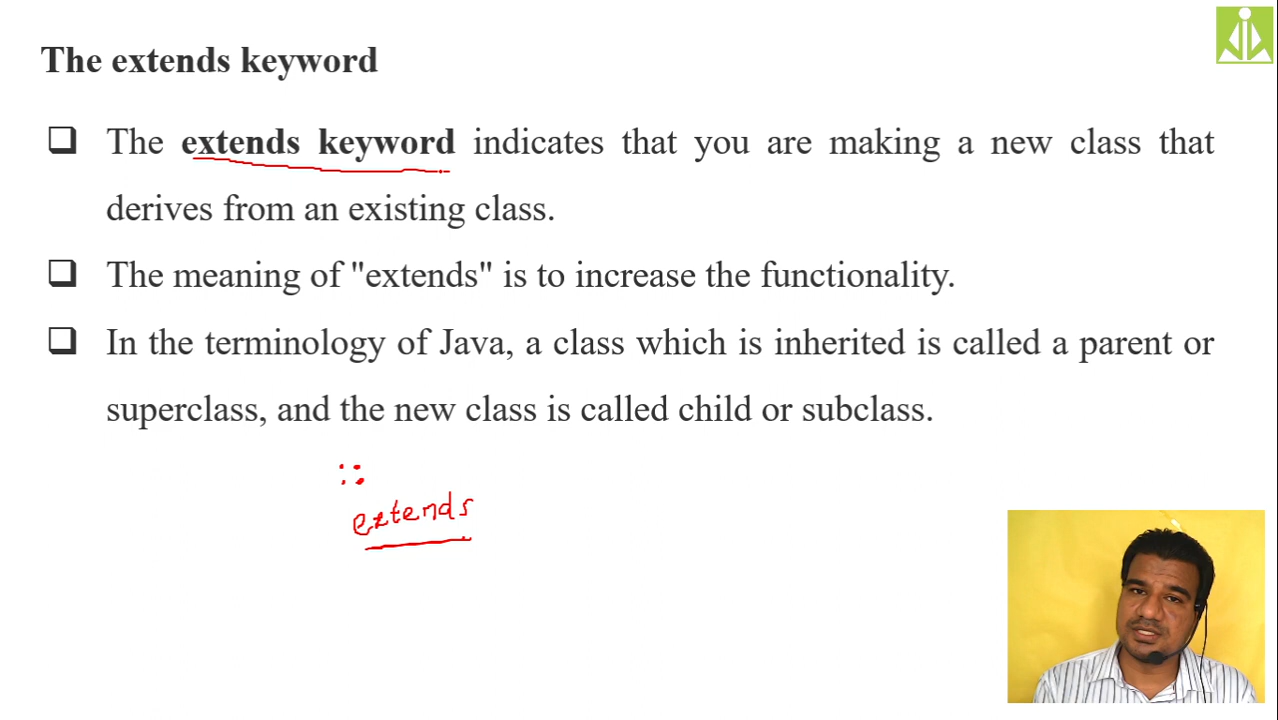 The extends keyword
❑ The extends keyword indicates that you are making a new class that
derives from an existing class.
❑ The meaning of "extends" is to increase the functionality.
❑ In the terminology of Java, a class which is inherited is called a parent or
superclass, and the new class is called child or subclass.
::
extends